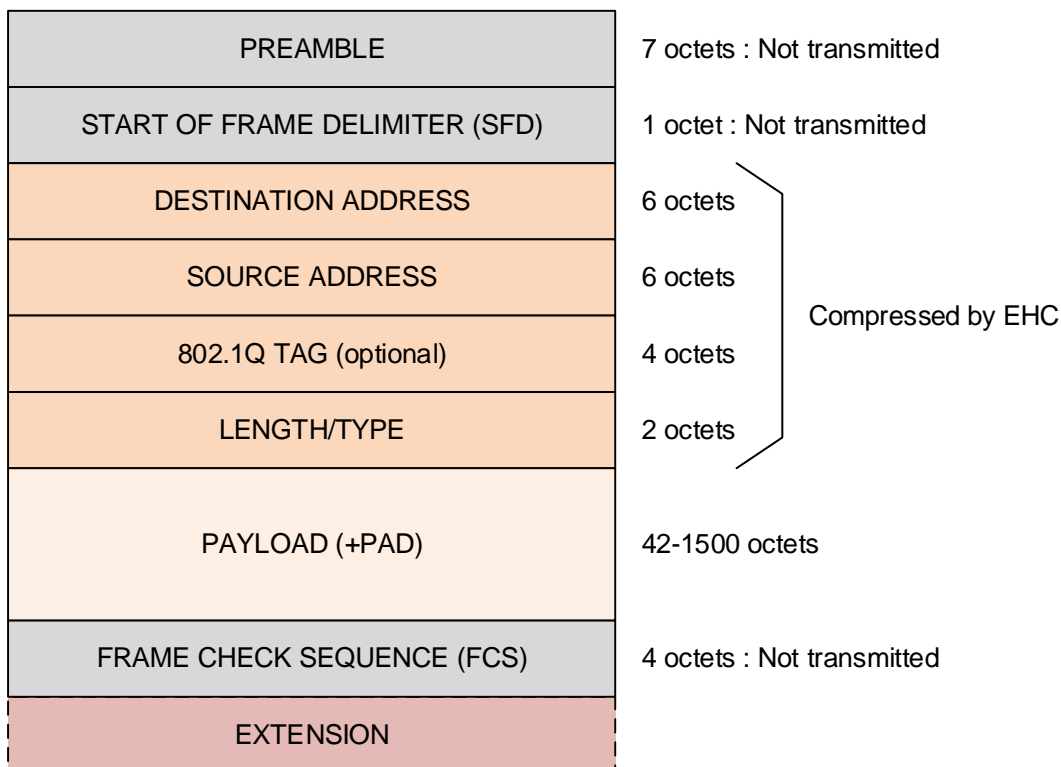 PREAMBLE
7 octets : Not transmitted
START OF FRAME DELIMITER (SFD)
1 octet : Not transmitted
DESTINATION ADDRESS
6 octets
SOURCE ADDRESS
6 octets
Compressed by EHC
802.1Q TAG (optional)
4 octets
LENGTH/TYPE
2 octets
PAYLOAD (+PAD)
42-1500 octets
FRAME CHECK SEQUENCE (FCS)
4 octets : Not transmitted
EXTENSION